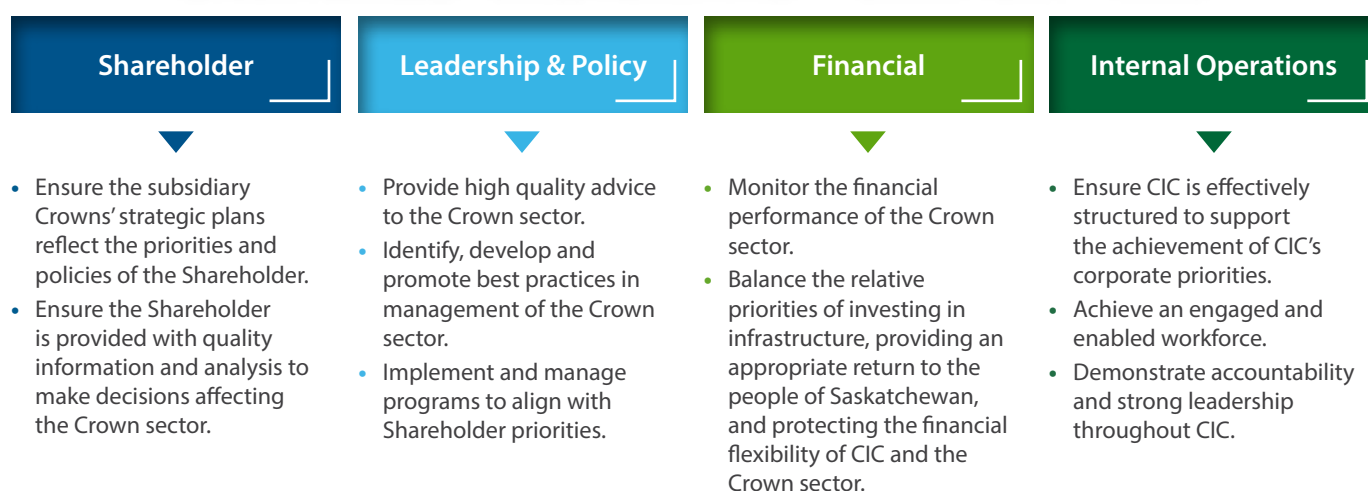 Shareholder
• Ensure the subsidiary
Crowns' strategic plans
reflect the priorities and
policies of the Shareholder.
• Ensure the Shareholder
is provided with quality
information and analysis to
make decisions affecting
the Crown sector.
Leadership & Policy
• Provide high quality advice
to the Crown sector.
• Identify, develop and
promote best practices in
management of the Crown
sector.
• Implement and manage
programs to align with
Shareholder priorities.
Financial
• Monitor the financial
performance of the Crown
sector.
• Balance the relative
priorities of investing in
infrastructure, providing an
appropriate return to the
people of Saskatchewan,
and protecting the financial
flexibility of CIC and the
Crown sector.
Internal Operations
• Ensure CIC is effectively
structured to support
the achievement of CIC's
corporate priorities.
• Achieve an engaged and
enabled workforce.
• Demonstrate accountability
and strong leadership
throughout CIC.